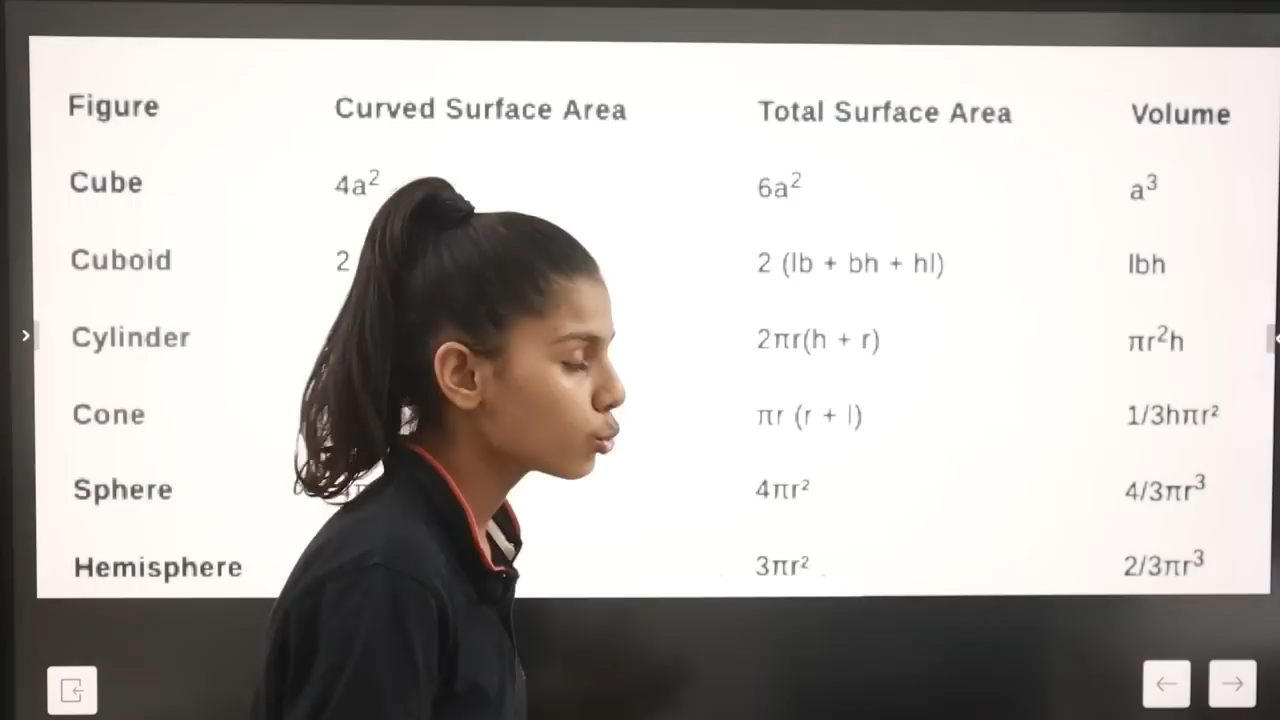 Figure Curved Surface Area Total Surface Area Volume
Cube 4a² 6a² a³
Cuboid 2 2 (lb + bh + hl) lbh
Cylinder 2πr(h + r) πr²h
Cone πr (r + l) 1/3hπr²
Sphere 4πr² 4/3πr³
Hemisphere 3πr² 2/3πr³